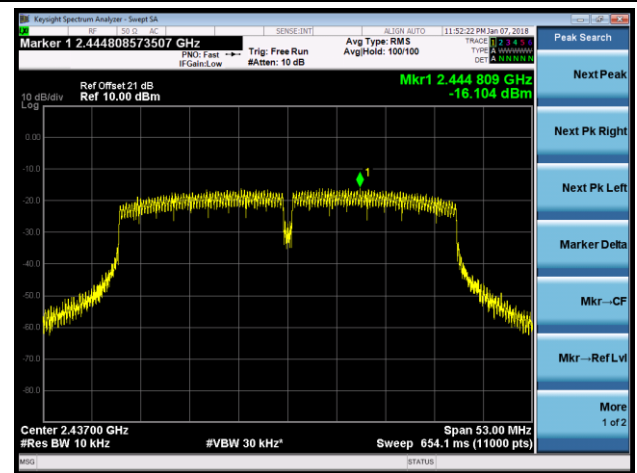 Keysight Spectrum Analyzer - Swept SA
RF 50 Ω AC SENSE:INT ALIGN AUTO 11:52:22 PM Jan 07, 2018
Marker 1 2.444808573507 GHz
PNO: Fast
IFGain:Low
Trig: Free Run
#Atten: 10 dB
Avg Type: RMS
Avg|Hold: 100/100
TRACE 1 2 3 4 5 6
TYPE A WWWWW
DET A N N N N N
Peak Search
Mkr1 2.444 809 GHz
-16.104 dBm
Ref Offset 21 dB
10 dB/div Ref 10.00 dBm
Log
0.00
-10.0
1
-20.0
-30.0
-40.0
-50.0
-60.0
-70.0
-80.0
Center 2.43700 GHz Span 53.00 MHz
#Res BW 10 kHz #VBW 30 kHz* Sweep 654.1 ms (11000 pts)
MSG STATUS
Next Peak
Next Pk Right
Next Pk Left
Marker Delta
Mkr→CF
Mkr→Ref Lvl
More
1 of 2